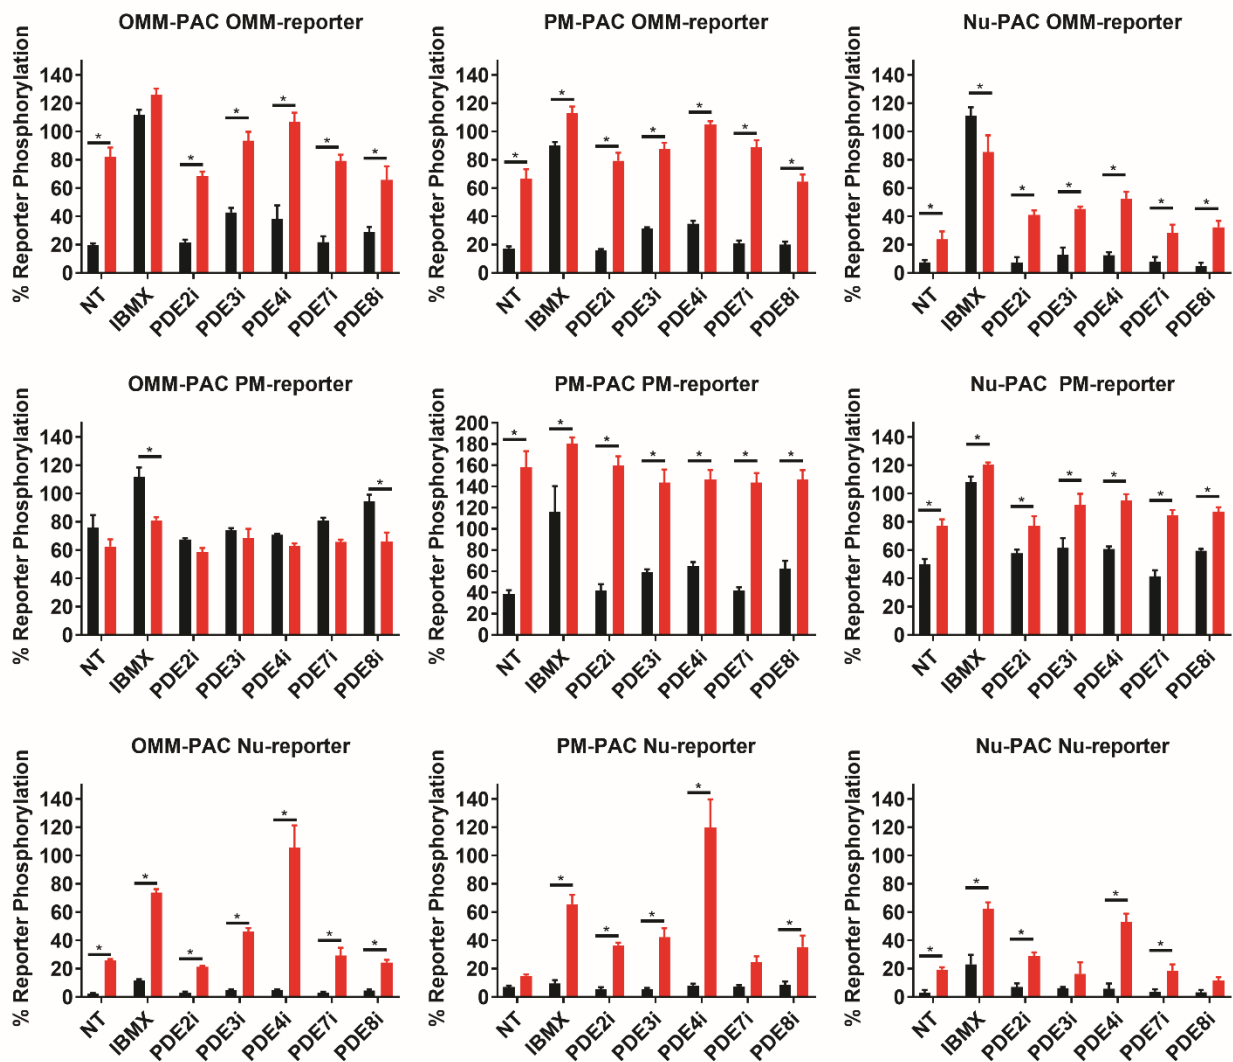 OMM-PAC OMM-reporter
% Reporter Phosphorylation
140
120
100
80
60
40
20
0
* * * * * *
NT IBMX PDE2i PDE3i PDE4i PDE7i PDE8i
PM-PAC OMM-reporter
% Reporter Phosphorylation
140
120
100
80
60
40
20
0
* * * * * * *
NT IBMX PDE2i PDE3i PDE4i PDE7i PDE8i
Nu-PAC OMM-reporter
% Reporter Phosphorylation
140
120
100
80
60
40
20
0
* * * * * * *
NT IBMX PDE2i PDE3i PDE4i PDE7i PDE8i
OMM-PAC PM-reporter
% Reporter Phosphorylation
140
120
100
80
60
40
20
0
* *
NT IBMX PDE2i PDE3i PDE4i PDE7i PDE8i
PM-PAC PM-reporter
% Reporter Phosphorylation
200
180
160
140
120
100
80
60
40
20
0
* * * * * * *
NT IBMX PDE2i PDE3i PDE4i PDE7i PDE8i
Nu-PAC PM-reporter
% Reporter Phosphorylation
140
120
100
80
60
40
20
0
* * * * * * *
NT IBMX PDE2i PDE3i PDE4i PDE7i PDE8i
OMM-PAC Nu-reporter
% Reporter Phosphorylation
140
120
100
80
60
40
20
0
* * * * * * *
NT IBMX PDE2i PDE3i PDE4i PDE7i PDE8i
PM-PAC Nu-reporter
% Reporter Phosphorylation
140
120
100
80
60
40
20
0
* * * * *
NT IBMX PDE2i PDE3i PDE4i PDE7i PDE8i
Nu-PAC Nu-reporter
% Reporter Phosphorylation
140
120
100
80
60
40
20
0
* * * * *
NT IBMX PDE2i PDE3i PDE4i PDE7i PDE8i